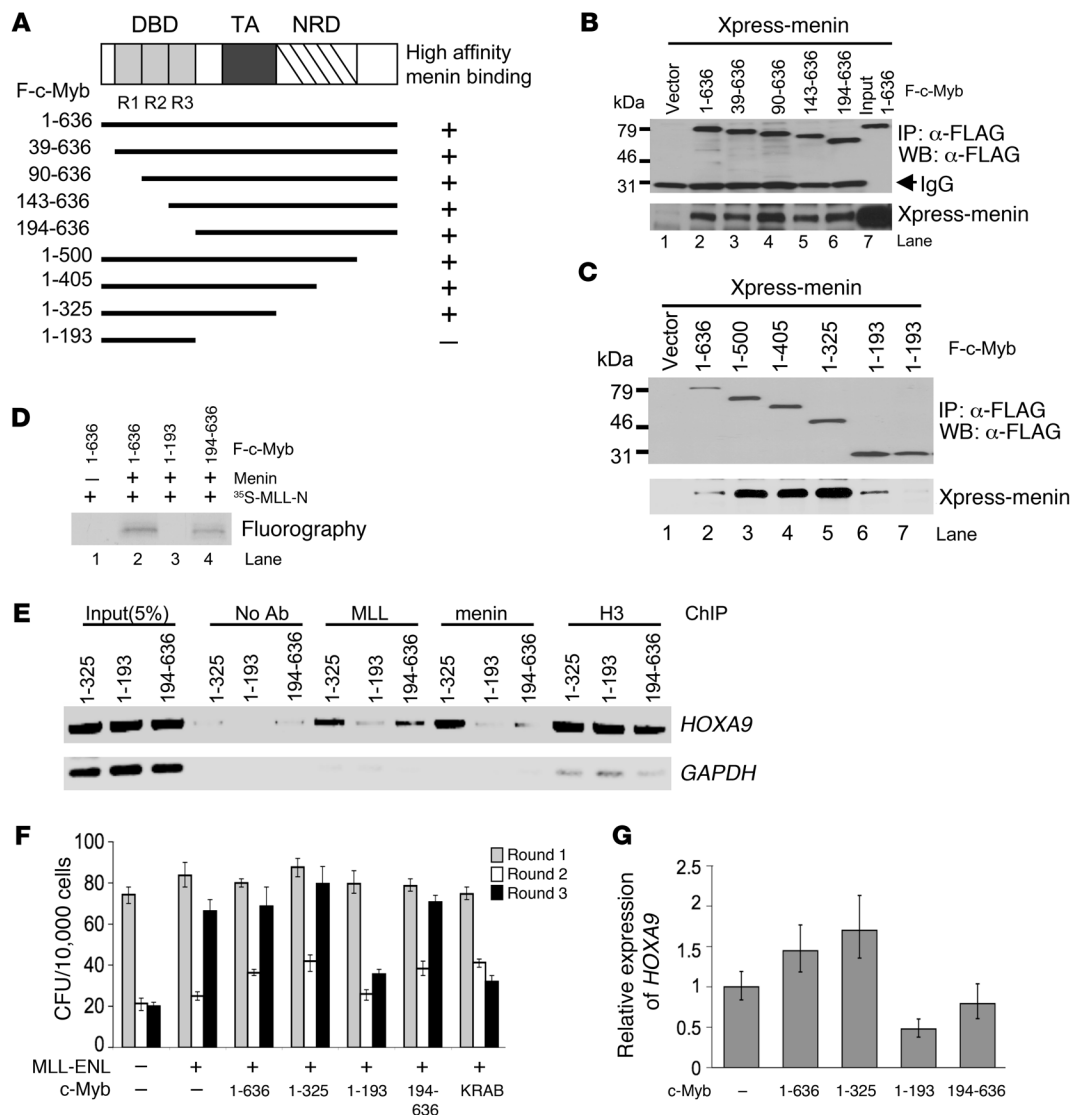 A
DBD TA NRD
High affinity
menin binding
F-c-Myb
R1 R2 R3
1-636 +
39-636 +
90-636 +
143-636 +
194-636 +
1-500 +
1-405 +
1-325 +
1-193 –
B
Xpress-menin
Vector 1-636 39-636 90-636 143-636 194-636 Input 1-636 F-c-Myb
kDa
79
46
31
IP: α-FLAG
WB: α-FLAG
IgG
Xpress-menin
1 2 3 4 5 6 7 Lane
C
Xpress-menin
Vector 1-636 1-500 1-405 1-325 1-193 1-193 F-c-Myb
kDa
79
46
31
IP: α-FLAG
WB: α-FLAG
Xpress-menin
1 2 3 4 5 6 7 Lane
D
1-636 1-636 1-193 194-636 F-c-Myb
– + + + Menin
+ + + + ³⁵S-MLL-N
Fluorography
1 2 3 4 Lane
E
Input(5%) No Ab MLL menin H3 ChIP
1-325 1-193 194-636 1-325 1-193 194-636 1-325 1-193 194-636 1-325 1-193 194-636 1-325 1-193 194-636
HOXA9
GAPDH
F
CFU/10,000 cells
100
80
60
40
20
0
Round 1
Round 2
Round 3
MLL-ENL – + + + + + +
c-Myb – – 1-636 1-325 1-193 194-636 KRAB
G
Relative expression
of HOXA9
2.5
2
1.5
1
0.5
0
c-Myb – 1-636 1-325 1-193 194-636